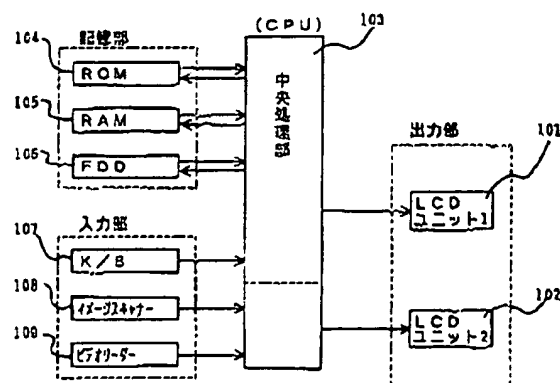 (CPU)
103
104
記憶部
ROM
105
RAM
106
FDD
中央処理部
出力部
101
LCD
ユニット1
入力部
107
K/B
108
イメージスキャナー
109
ビデオリーダー
102
LCD
ユニット2